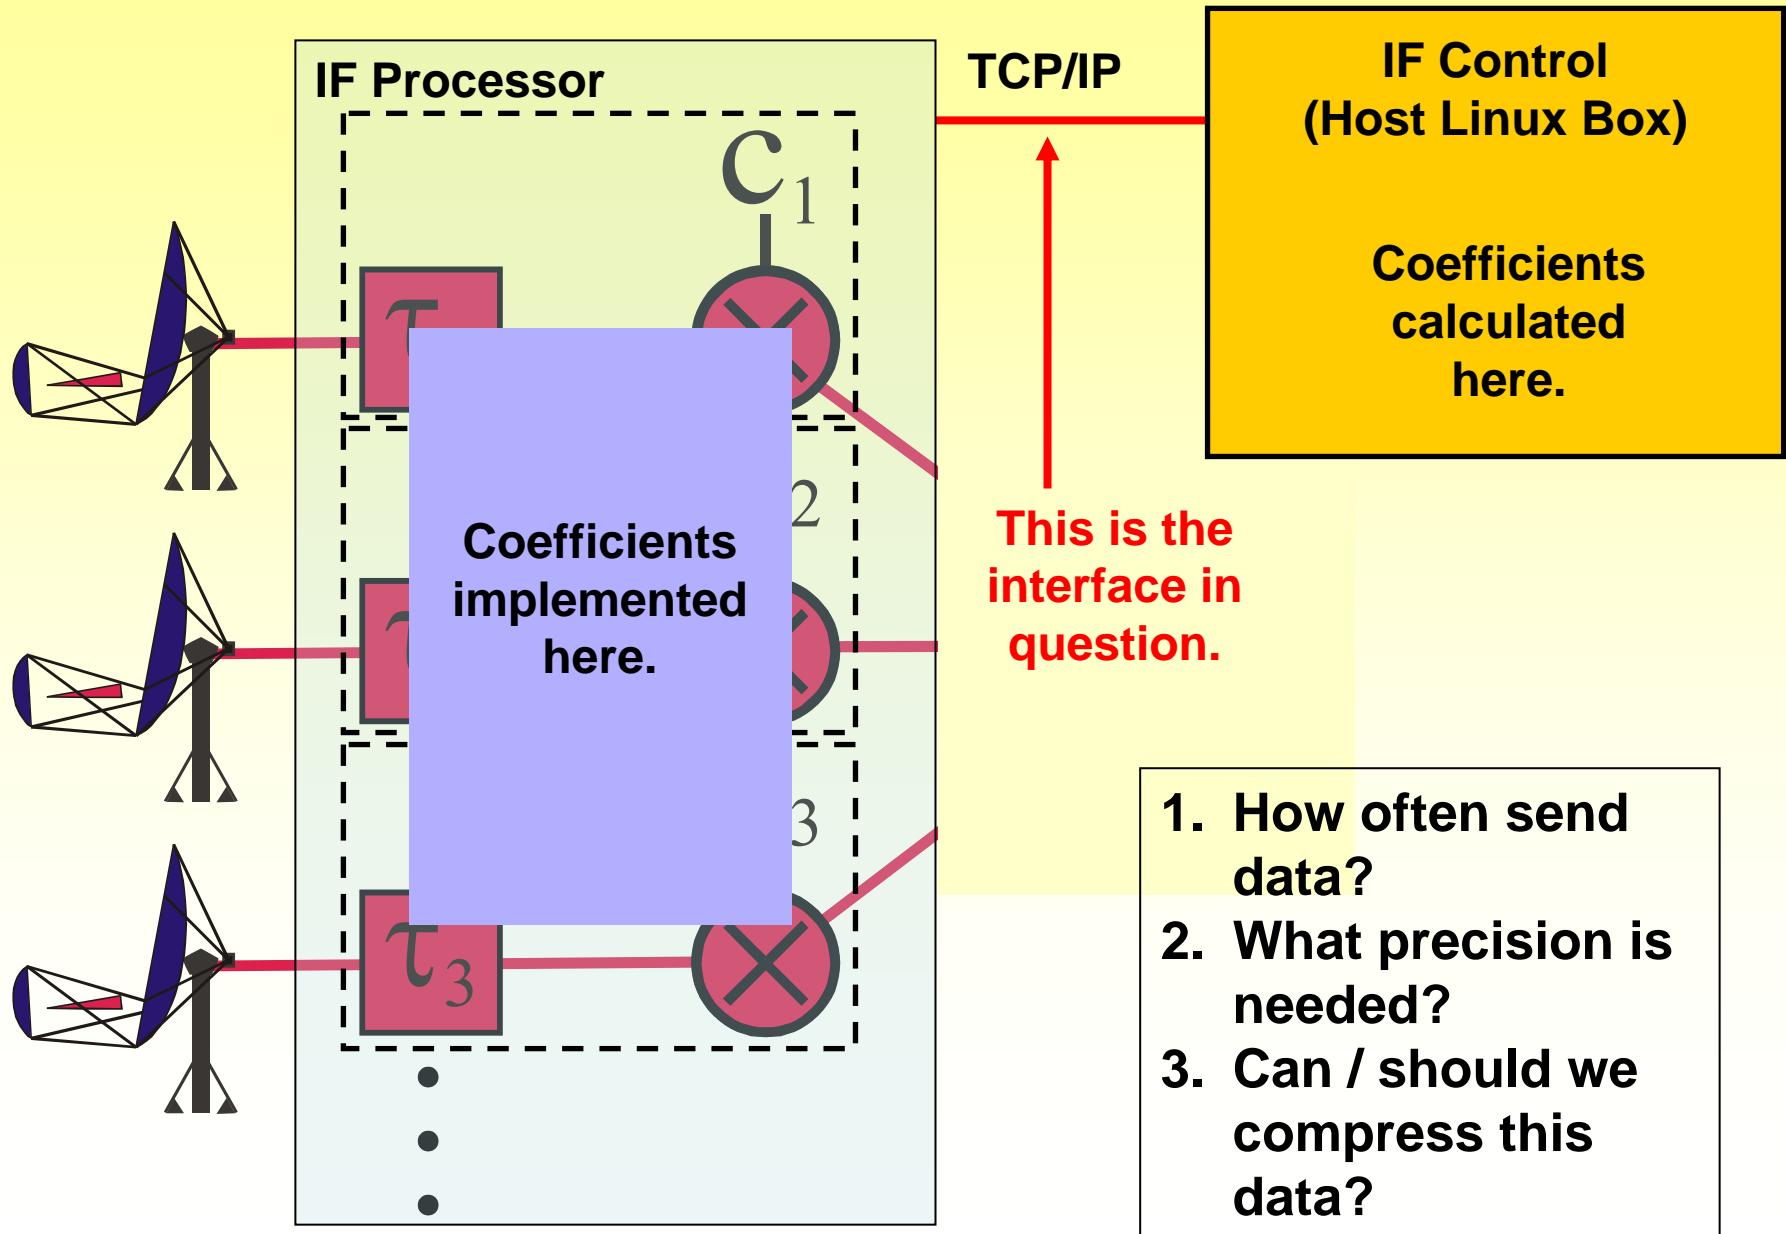 IF Processor
TCP/IP
IF Control
(Host Linux Box)
Coefficients
calculated
here.
c1
τ
2
Coefficients
implemented
here.
This is the
interface in
question.
3
τ3
1. How often send
data?
2. What precision is
needed?
3. Can / should we
compress this
data?